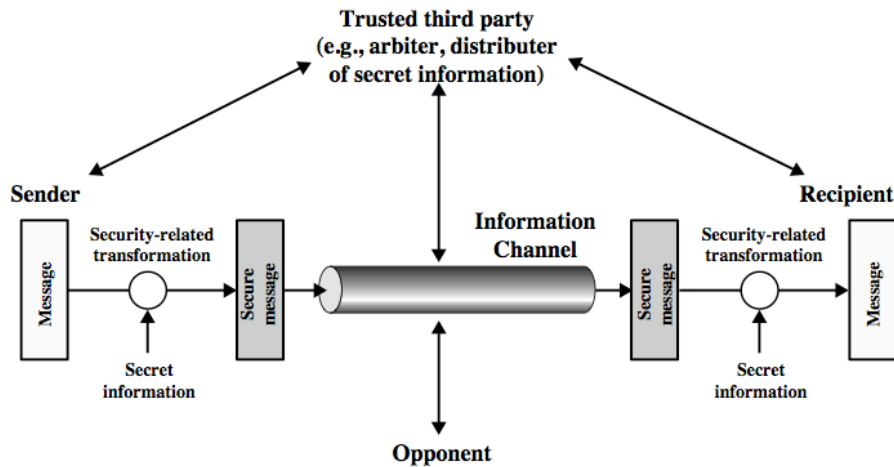 Trusted third party
(e.g., arbiter, distributer
of secret information)
Sender
Recipient
Information
Channel
Security-related
transformation
Security-related
transformation
Message
Secure
message
Secure
message
Message
Secret
information
Secret
information
Opponent